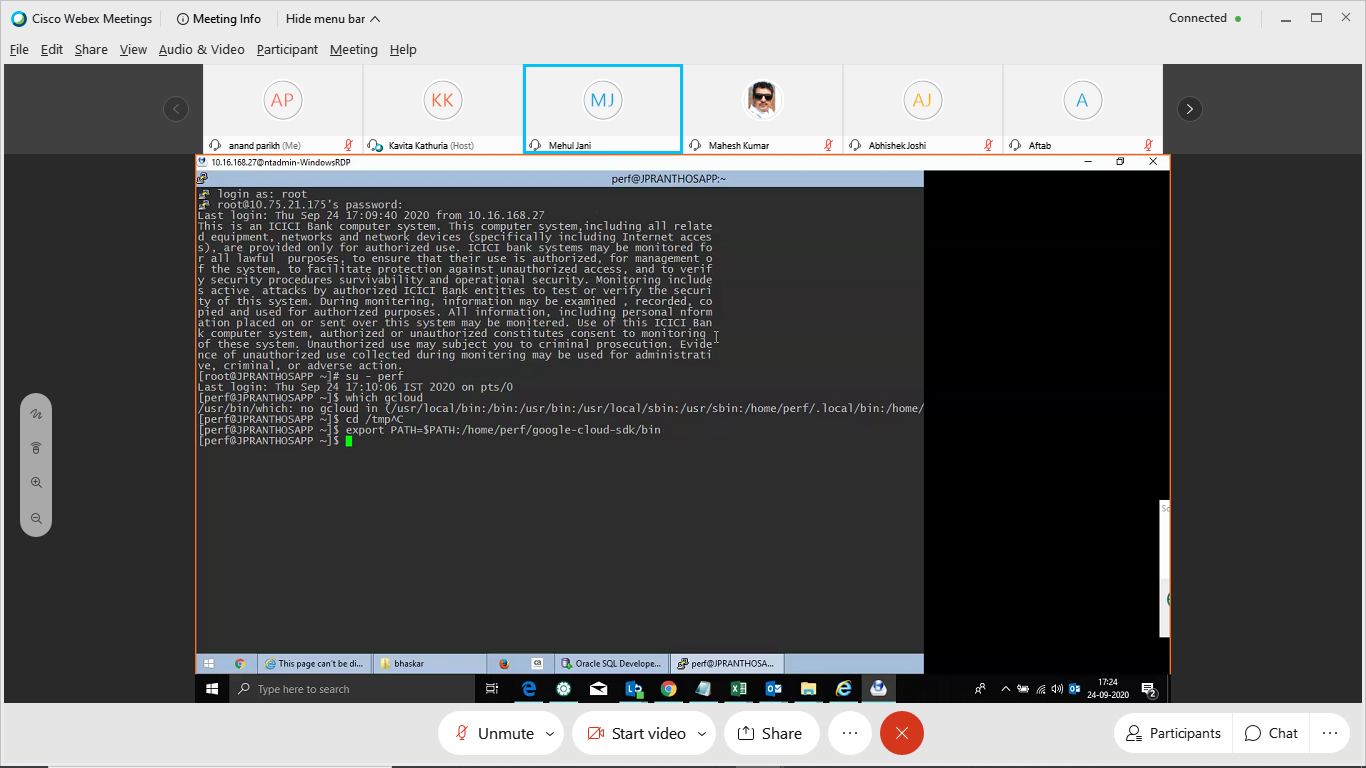 Cisco Webex Meetings
Meeting Info
Hide menu bar
Connected
File Edit Share View Audio & Video Participant Meeting Help
AP
KK
MJ
AJ
A
anand parikh (Me)
Kavita Kathuria (Host)
Mehul Jani
Mahesh Kumar
Abhishek Joshi
Aftab
10.16.168.27@ntadmin-WindowsRDP
perf@JPRANTHOSAPP:~
login as: root
root@10.75.21.175's password:
Last login: Thu Sep 24 17:09:40 2020 from 10.16.168.27
This is an ICICI Bank computer system. This computer system,including all relate
d equipment, networks and network devices (specifically including Internet acces
s), are provided only for authorized use. ICICI bank systems may be monitored fo
r all lawful  purposes, to ensure that their use is authorized, for management o
f the system, to facilitate protection against unauthorized access, and to verif
y security procedures survivability and operational security. Monitoring include
s active  attacks by authorized ICICI Bank entities to test or verify the securi
ty of this system. During monitoring, information may be examined , recorded, co
pied and used for authorized purposes. All information, including personal nform
ation placed on or sent over this system may be monitered. Use of this ICICI Ban
k computer system, authorized or unauthorized constitutes consent to monitoring
of these system. Unauthorized use may subject you to criminal prosecution. Evide
nce of unauthorized use collected during monitoring may be used for administrati
ve, criminal, or adverse action.
[root@JPRANTHOSAPP ~]# su - perf
Last login: Thu Sep 24 17:10:06 IST 2020 on pts/0
[perf@JPRANTHOSAPP ~]$ which gcloud
/usr/bin/which: no gcloud in (/usr/local/bin:/bin:/usr/bin:/usr/local/sbin:/usr/sbin:/home/perf/.local/bin:/home/
[perf@JPRANTHOSAPP ~]$ cd /tmp^C
[perf@JPRANTHOSAPP ~]$ export PATH=$PATH:/home/perf/google-cloud-sdk/bin
[perf@JPRANTHOSAPP ~]$
This page can't be di...
bhaskar
Oracle SQL Develope...
perf@JPRANTHOSA...
Type here to search
17:24
24-09-2020
2
Unmute
Start video
Share
Participants
Chat